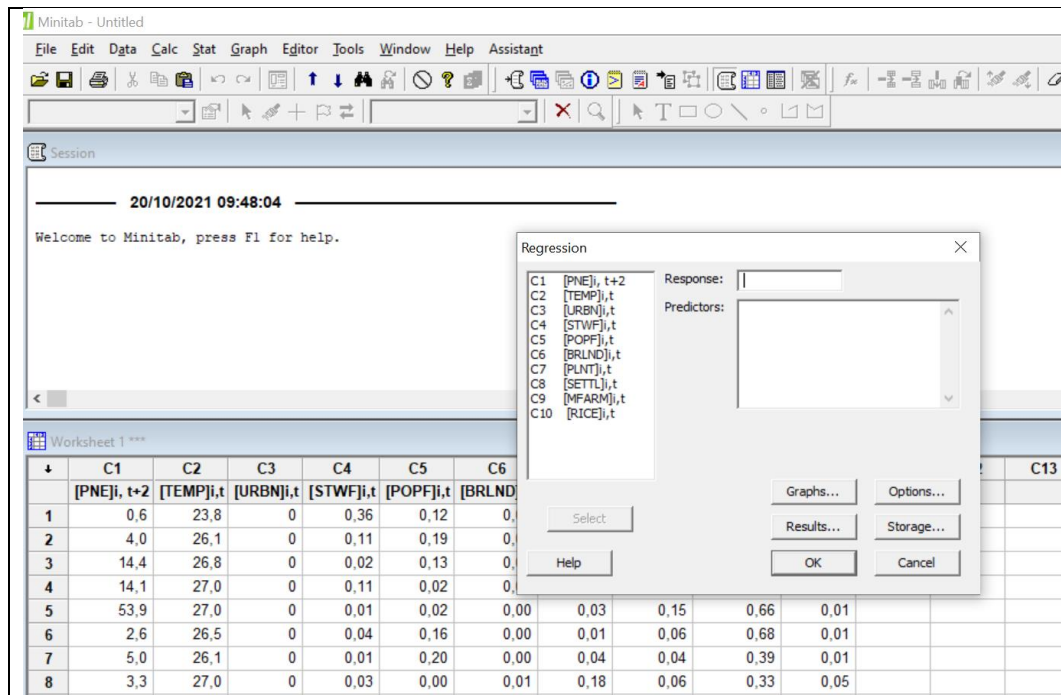 Minitab - Untitled
File Edit Data Calc Stat Graph Editor Tools Window Help Assistant
Session
20/10/2021 09:48:04
Welcome to Minitab, press F1 for help.
Regression
C1 [PNE]i, t+2
C2 [TEMP]i,t
C3 [URBN]i,t
C4 [STWF]i,t
C5 [POPF]i,t
C6 [BRLND]i,t
C7 [PLNT]i,t
C8 [SETTL]i,t
C9 [MFARM]i,t
C10 [RICE]i,t
Response:
Predictors:
Select
Help
Graphs... Options...
Results... Storage...
OK Cancel
Worksheet 1 ***
C1 C2 C3 C4 C5 C6 C13
[PNE]i, t+2 [TEMP]i,t [URBN]i,t [STWF]i,t [POPF]i,t [BRLND]
1 0,6 23,8 0 0,36 0,12 0,
2 4,0 26,1 0 0,11 0,19 0,
3 14,4 26,8 0 0,02 0,13 0,
4 14,1 27,0 0 0,11 0,02 0,
5 53,9 27,0 0 0,01 0,02 0,00 0,03 0,15 0,66 0,01
6 2,6 26,5 0 0,04 0,16 0,00 0,01 0,06 0,68 0,01
7 5,0 26,1 0 0,01 0,20 0,00 0,04 0,04 0,39 0,01
8 3,3 27,0 0 0,03 0,00 0,01 0,18 0,06 0,33 0,05